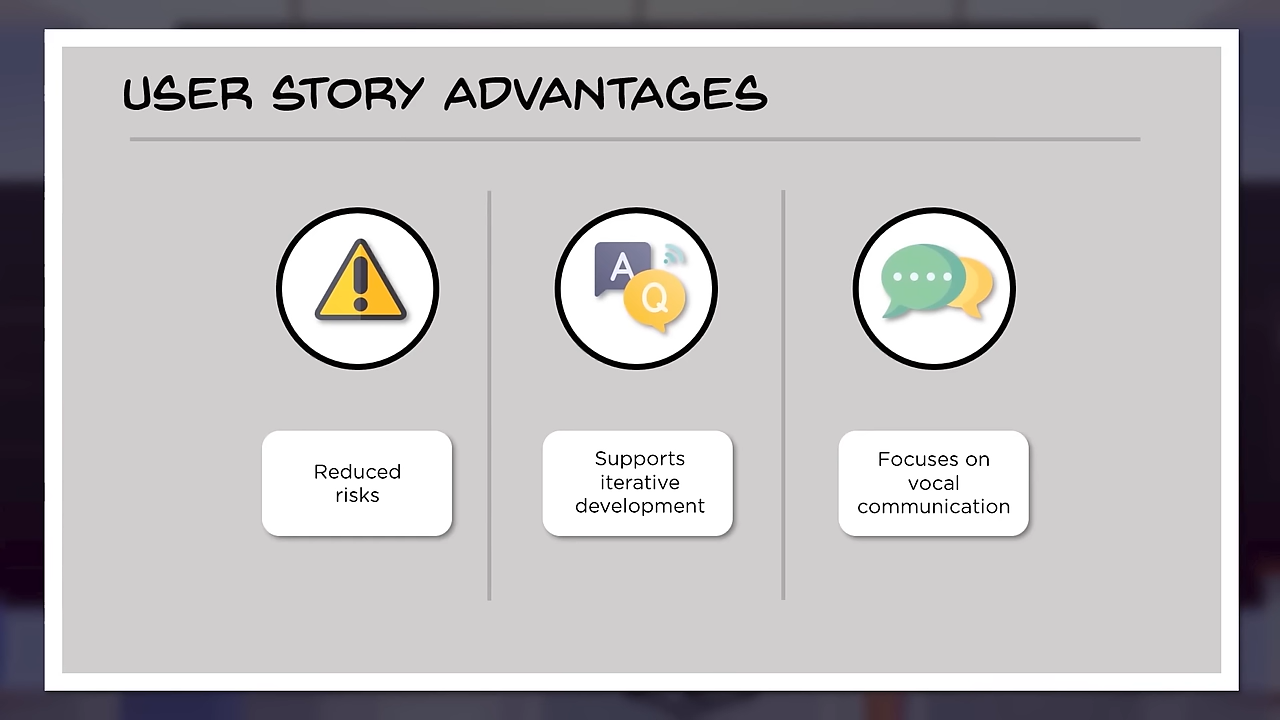 USER STORY ADVANTAGES
A
Q
Reduced
risks
Supports
iterative
development
Focuses on
vocal
communication